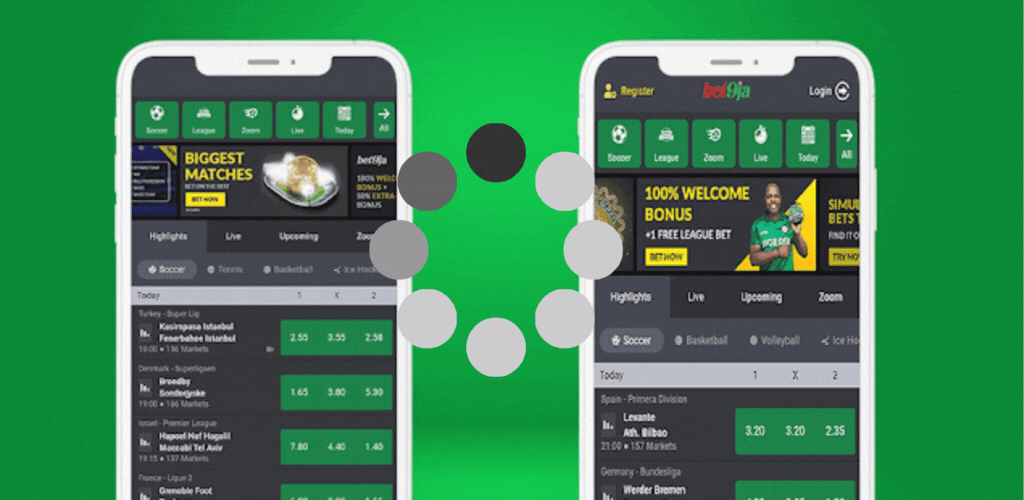 Soccer League Zoom Live Today All
BIGGEST
MATCHES
BET ON THE BEST
BET NOW
bet9ja
100% WELCO
BONUS +
50% EXTRA
BONUS
Highlights Live Upcoming Zoo
Soccer Tennis Basketball Ice Hock
Today 1 X 2
Turkey - Super Lig
Kasimpasa Istanbul
Fenerbahce Istanbul
2.55 3.55 2.58
18:00 • 196 Markets
Denmark - Superligaen
Broedby
Sonderjyske
1.65 3.80 5.30
19:00 • 166 Markets
Israel - Premier League
Hapoel Nof Hagalil
Maccabi Tel Aviv
7.80 4.40 1.40
19:15 • 137 Markets
France - Ligue 2
Grenoble Foot
Register bet9ja Login
Soccer League Zoom Live Today All
100% WELCOME
BONUS
+1 FREE LEAGUE BET
BET NOW
SIMUL
BETS T
FIND IT O
TRY NOW
Highlights Live Upcoming Zoom
Soccer Basketball Volleyball Ice Ho
Today 1 X 2
Spain - Primera Division
Levante
Ath. Bilbao
3.20 3.20 2.35
21:00 • 157 Markets
Germany - Bundesliga
Werder Bremen